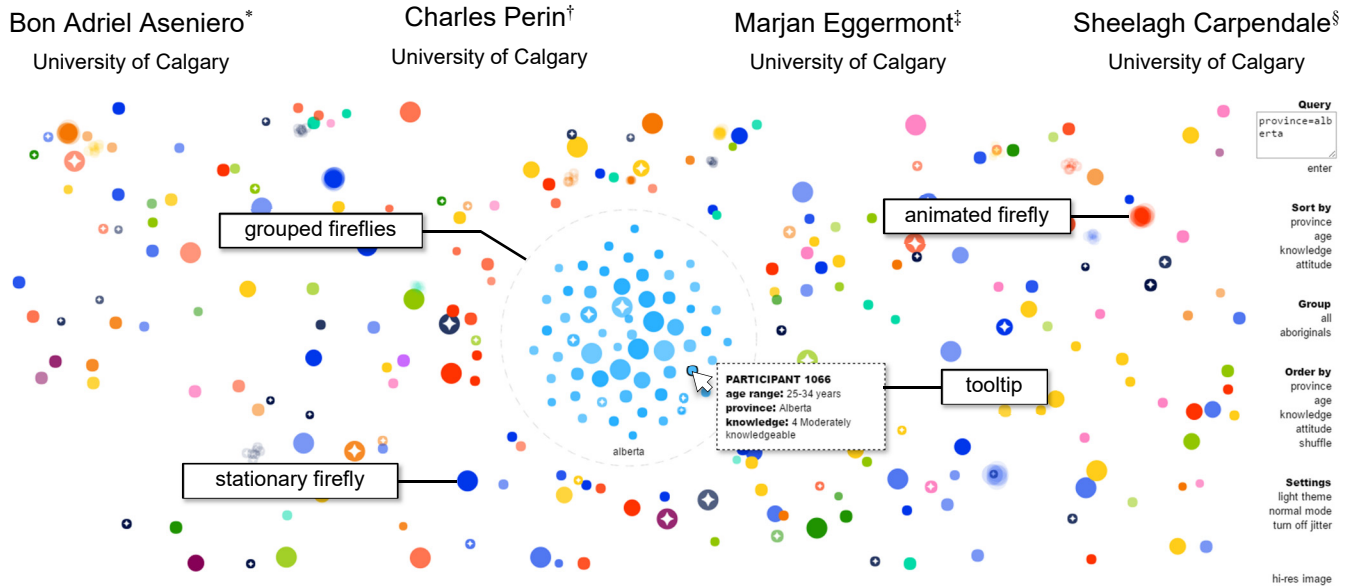 Bon Adriel Aseniero*
University of Calgary
Charles Perin†
University of Calgary
Marjan Eggermont‡
University of Calgary
Sheelagh Carpendale§
University of Calgary
Query
province=alb
erta
enter
Sort by
province
age
knowledge
attitude
Group
all
aboriginals
Order by
province
age
knowledge
attitude
shuffle
Settings
light theme
normal mode
turn off jitter
hi-res image
grouped fireflies
animated firefly
PARTICIPANT 1066
age range: 25-34 years
province: Alberta
knowledge: 4 Moderately
knowledgeable
tooltip
alberta
stationary firefly